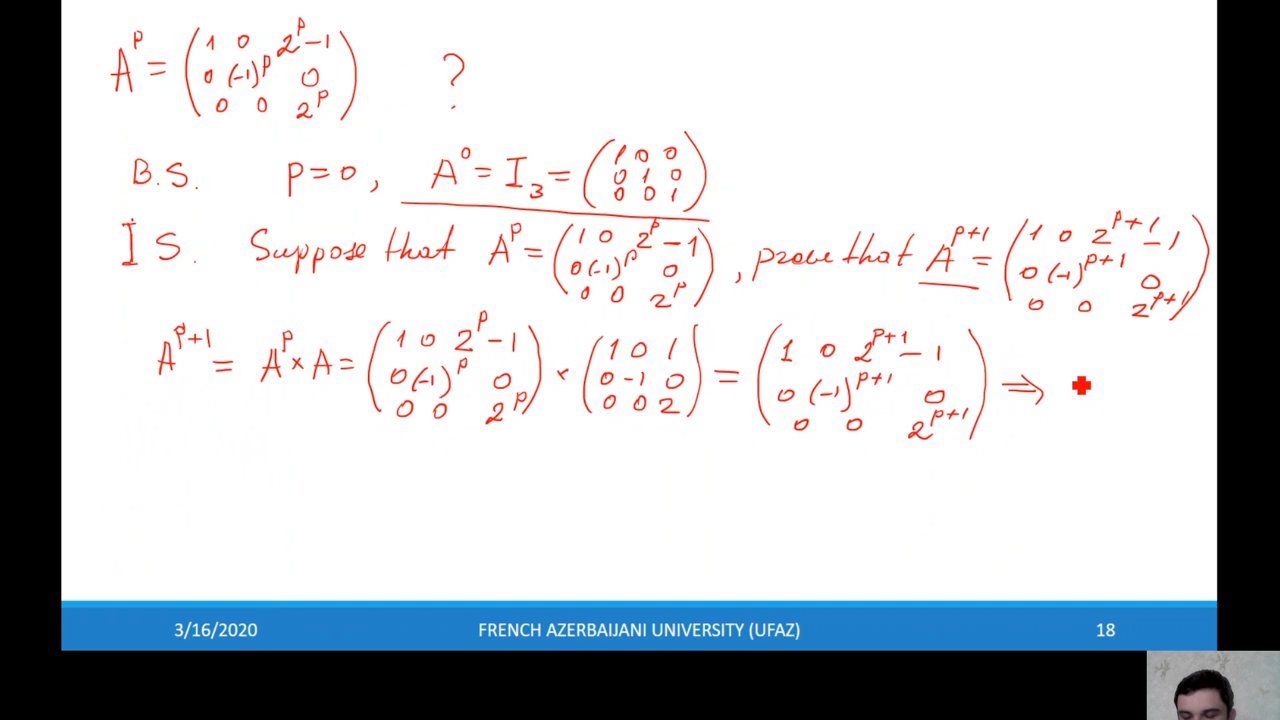 A^p = (1 0 2^p-1; 0 (-1)^p 0; 0 0 2^p) ?
B.S. p=0, A^0 = I_3 = (1 0 0; 0 1 0; 0 0 1)
I S. Suppose that A^p = (1 0 2^p-1; 0 (-1)^p 0; 0 0 2^p), prove that A^{p+1} = (1 0 2^{p+1}-1; 0 (-1)^{p+1} 0; 0 0 2^{p+1})
A^{p+1} = A^p × A = (1 0 2^p-1; 0 (-1)^p 0; 0 0 2^p) × (1 0 1; 0 -1 0; 0 0 2) = (1 0 2^{p+1}-1; 0 (-1)^{p+1} 0; 0 0 2^{p+1}) ⇒
3/16/2020 FRENCH AZERBAIJANI UNIVERSITY (UFAZ) 18